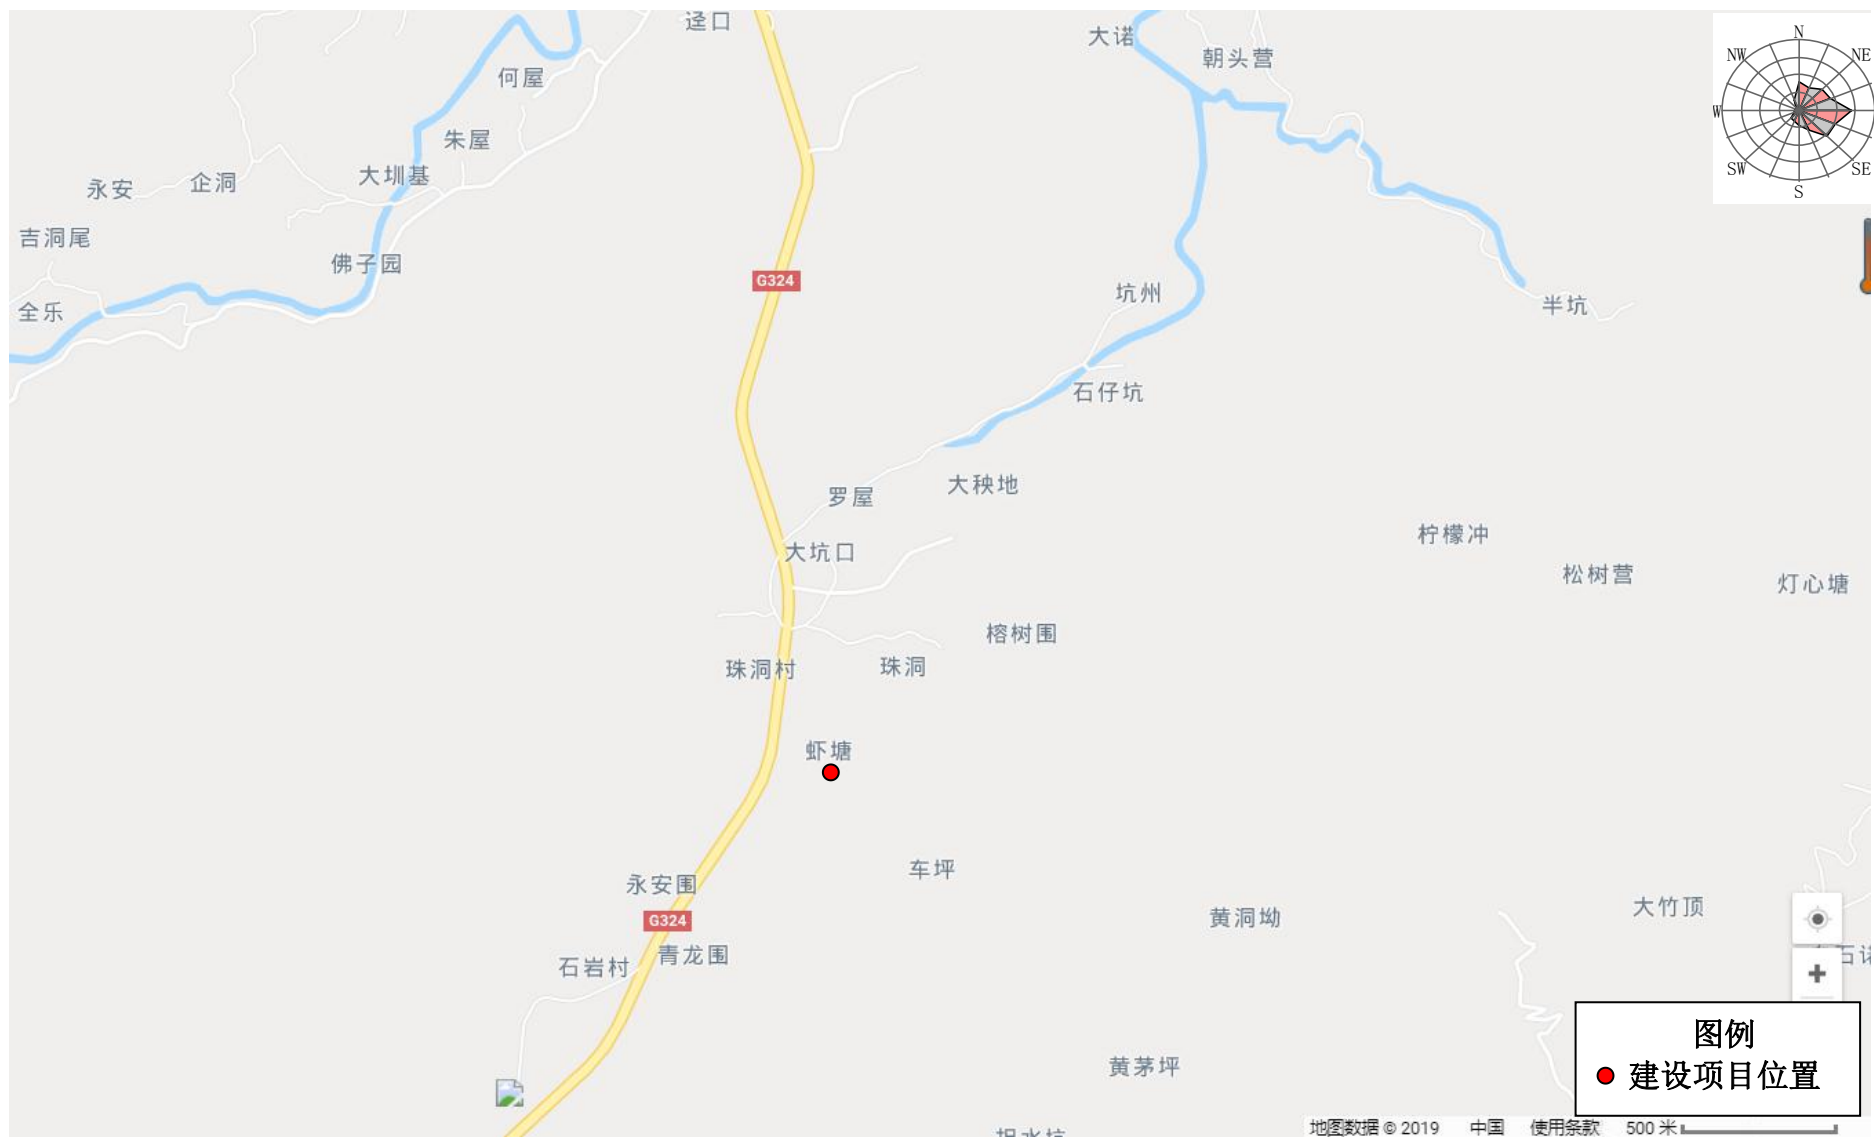 迳口
大诺
朝头营
N
NW
NE
W
SW
SE
S
何屋
朱屋
大圳基
永安
企洞
吉洞尾
佛子园
全乐
G324
坑州
半坑
石仔坑
罗屋
大秧地
柠檬冲
大坑口
松树营
灯心塘
榕树围
珠洞村
珠洞
虾塘
车坪
永安围
G324
黄洞坳
大竹顶
青龙围
石岩村
黄茅坪
图例
建设项目位置
地图数据 © 2019 中国 使用条款 500 米